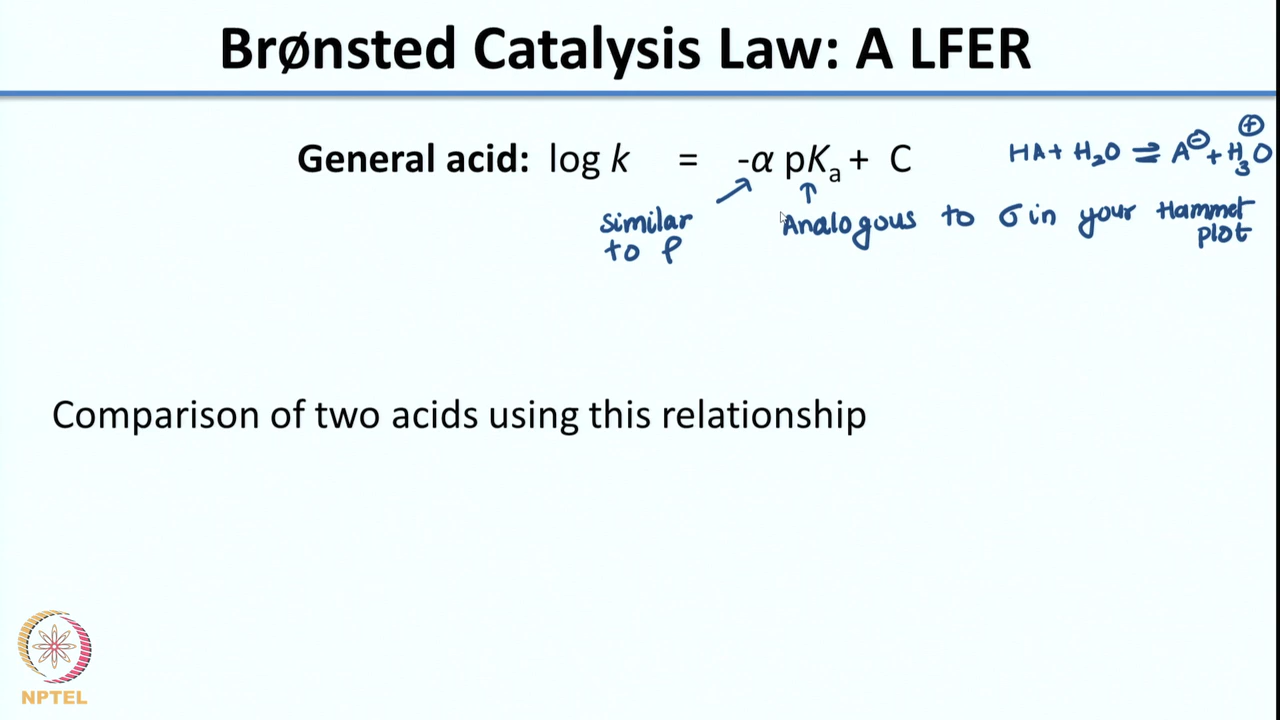 Brønsted Catalysis Law: A LFER
General acid: log k = -α pKₐ + C
HA + H₂O ⇌ A⊖ + H₃O⊕
Similar
to ρ
Analogous to σ in your Hammet
plot
Comparison of two acids using this relationship
NPTEL